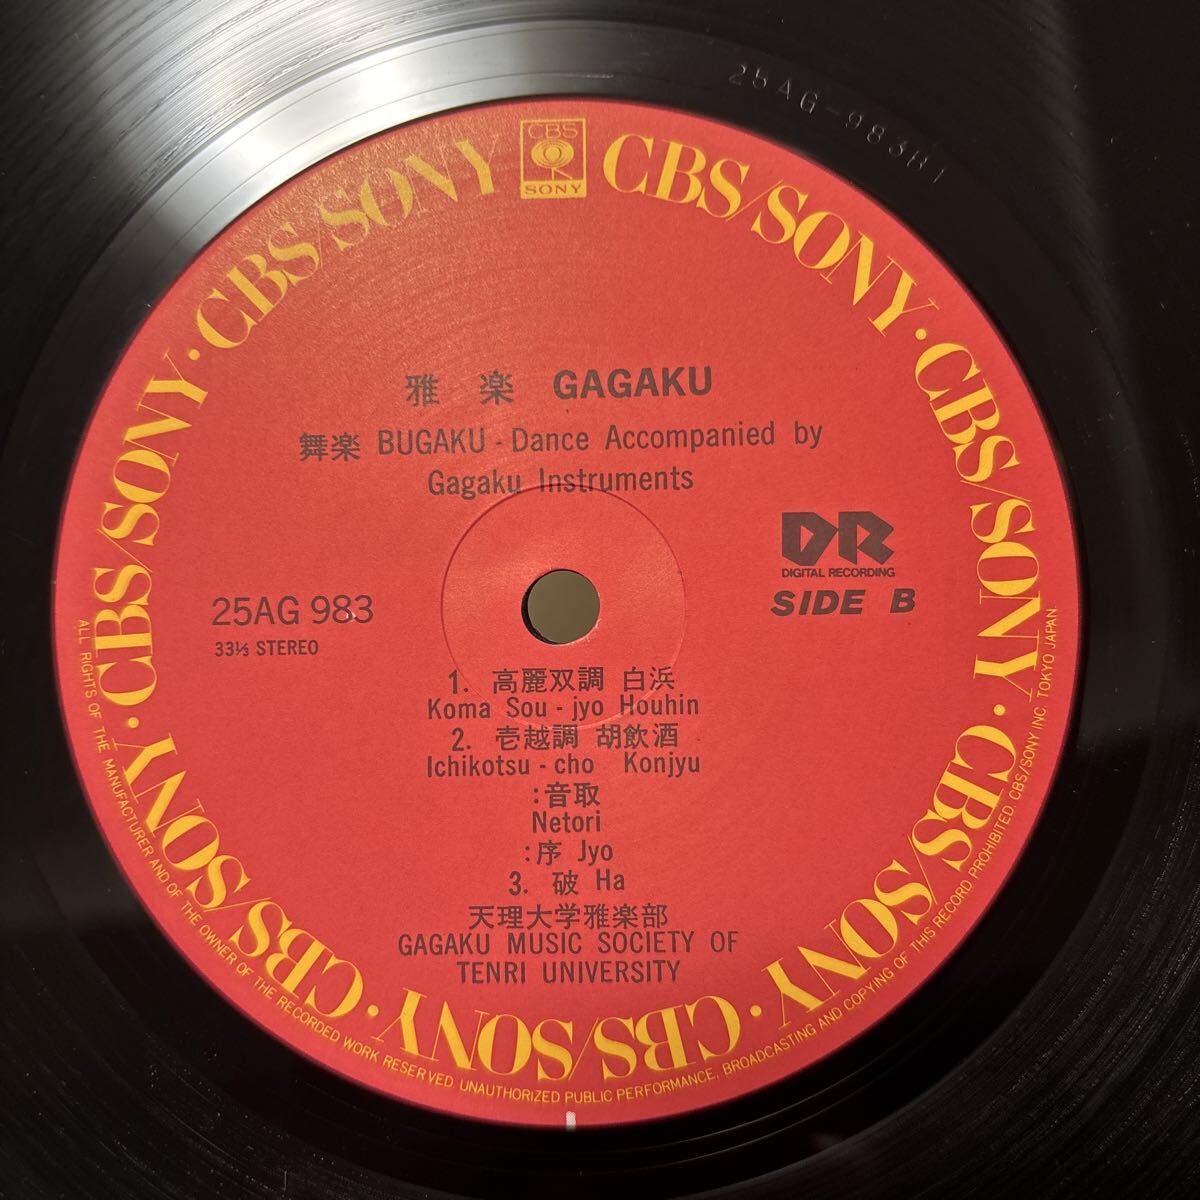 25AG-983B1
CBS
SONY
CBS/SONY · CBS/SONY · CBS/SONY · CBS/SONY · CBS/SONY · CBS/SONY · CBS/SONY · CBS/SONY
雅楽 GAGAKU
舞楽 BUGAKU - Dance Accompanied by
Gagaku Instruments
DR
DIGITAL RECORDING
SIDE B
25AG 983
33⅓ STEREO
1. 高麗双調 白浜
Koma Sou - jyo Houhin
2. 壱越調 胡飲酒
Ichikotsu - cho Konjyu
:音取
Netori
:序 Jyo
3. 破 Ha
天理大学雅楽部
GAGAKU MUSIC SOCIETY OF
TENRI UNIVERSITY
ALL RIGHTS OF THE MANUFACTURER AND OF THE OWNER OF THE RECORDED WORK RESERVED UNAUTHORIZED PUBLIC PERFORMANCE, BROADCASTING AND COPYING OF THIS RECORD PROHIBITED. CBS/SONY INC. TOKYO JAPAN.